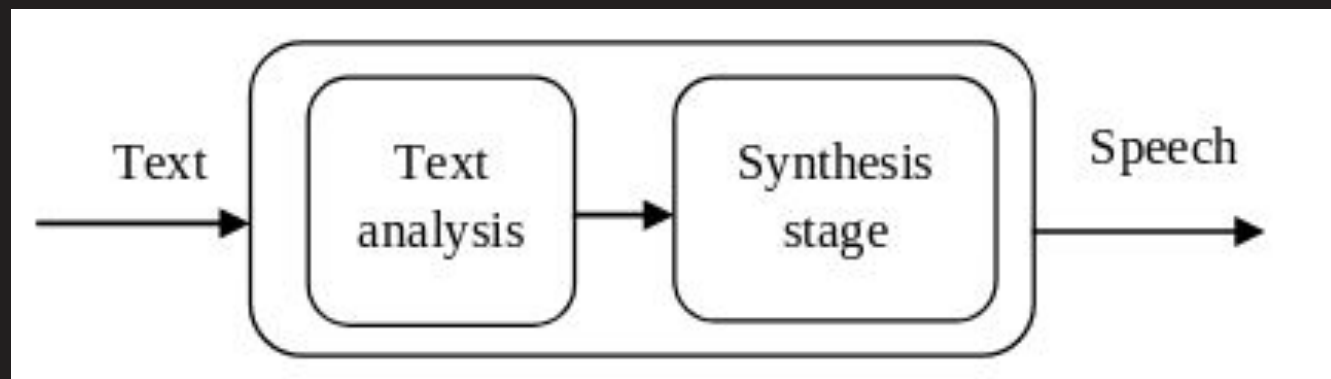 Text
Text
analysis
Synthesis
stage
Speech